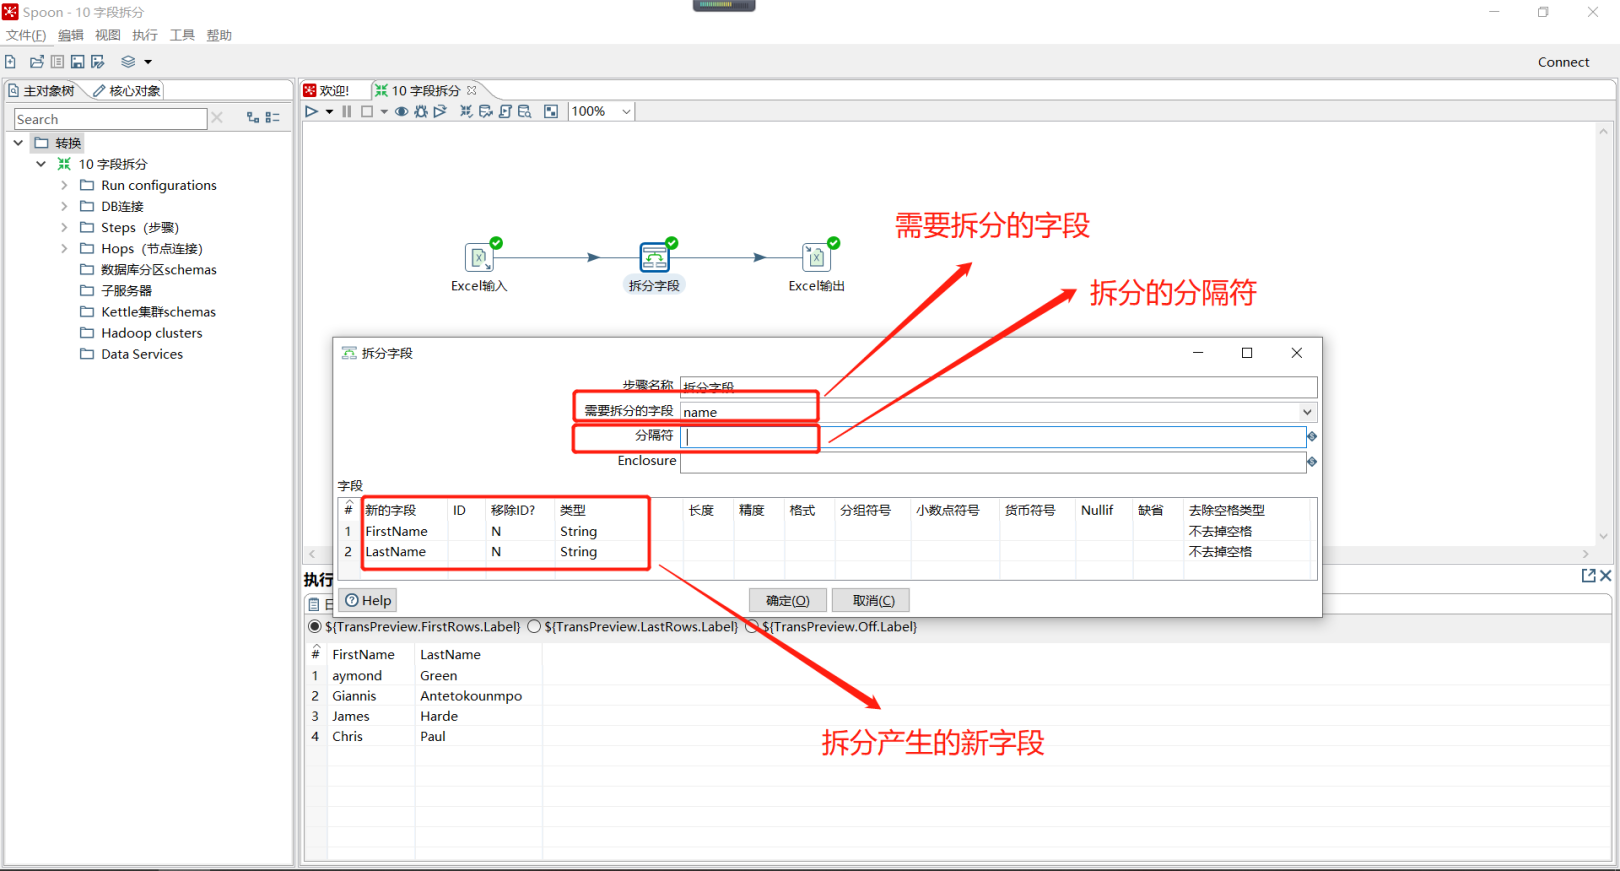 Spoon - 10 字段拆分
文件(F) 编辑 视图 执行 工具 帮助
Connect
主对象树 核心对象
欢迎! 10 字段拆分
100%
Search
转换
10 字段拆分
Run configurations
DB连接
Steps（步骤）
Hops（节点连接）
数据库分区schemas
子服务器
Kettle集群schemas
Hadoop clusters
Data Services
需要拆分的字段
拆分的分隔符
Excel输入 拆分字段 Excel输出
拆分字段
步骤名称 拆分字段
需要拆分的字段 name
分隔符
Enclosure
字段
# 新的字段 ID 移除ID? 类型 长度 精度 格式 分组符号 小数点符号 货币符号 Nullif 缺省 去除空格类型
1 FirstName N String 不去掉空格
2 LastName N String 不去掉空格
执行
Help 确定(O) 取消(C)
日
${TransPreview.FirstRows.Label} ${TransPreview.LastRows.Label} ${TransPreview.Off.Label}
# FirstName LastName
1 aymond Green
2 Giannis Antetokounmpo
3 James Harde
4 Chris Paul
拆分产生的新字段